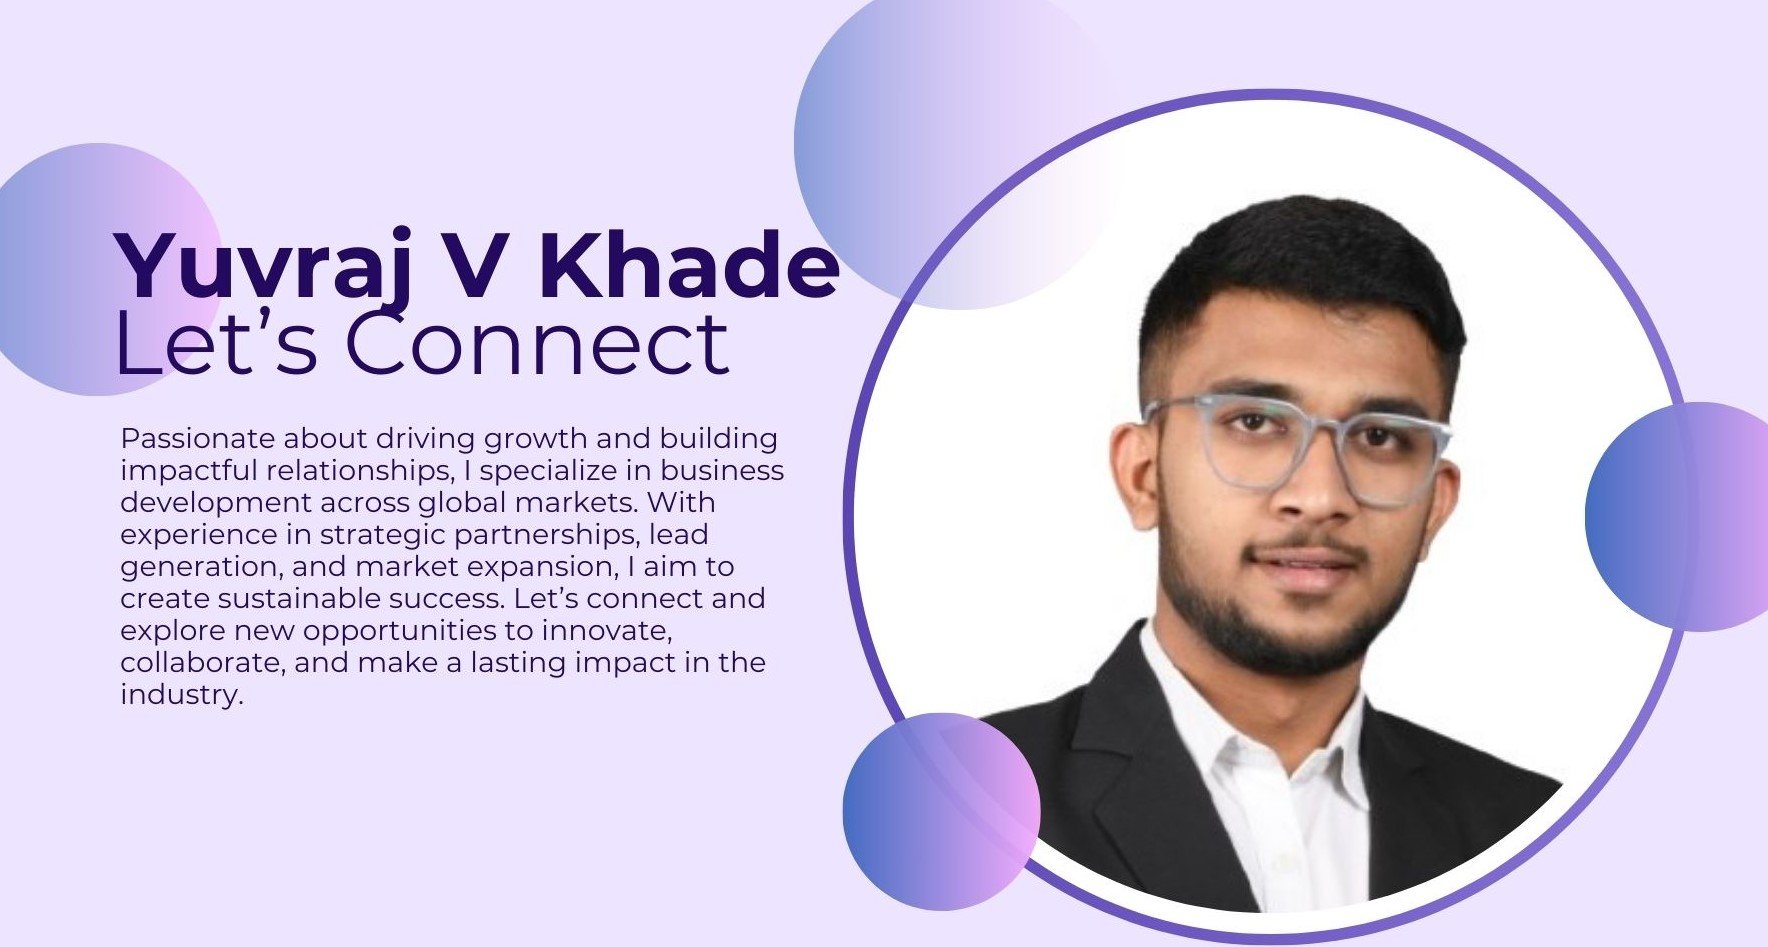 Yuvraj V Khade
Let’s Connect
Passionate about driving growth and building
impactful relationships, I specialize in business
development across global markets. With
experience in strategic partnerships, lead
generation, and market expansion, I aim to
create sustainable success. Let’s connect and
explore new opportunities to innovate,
collaborate, and make a lasting impact in the
industry.